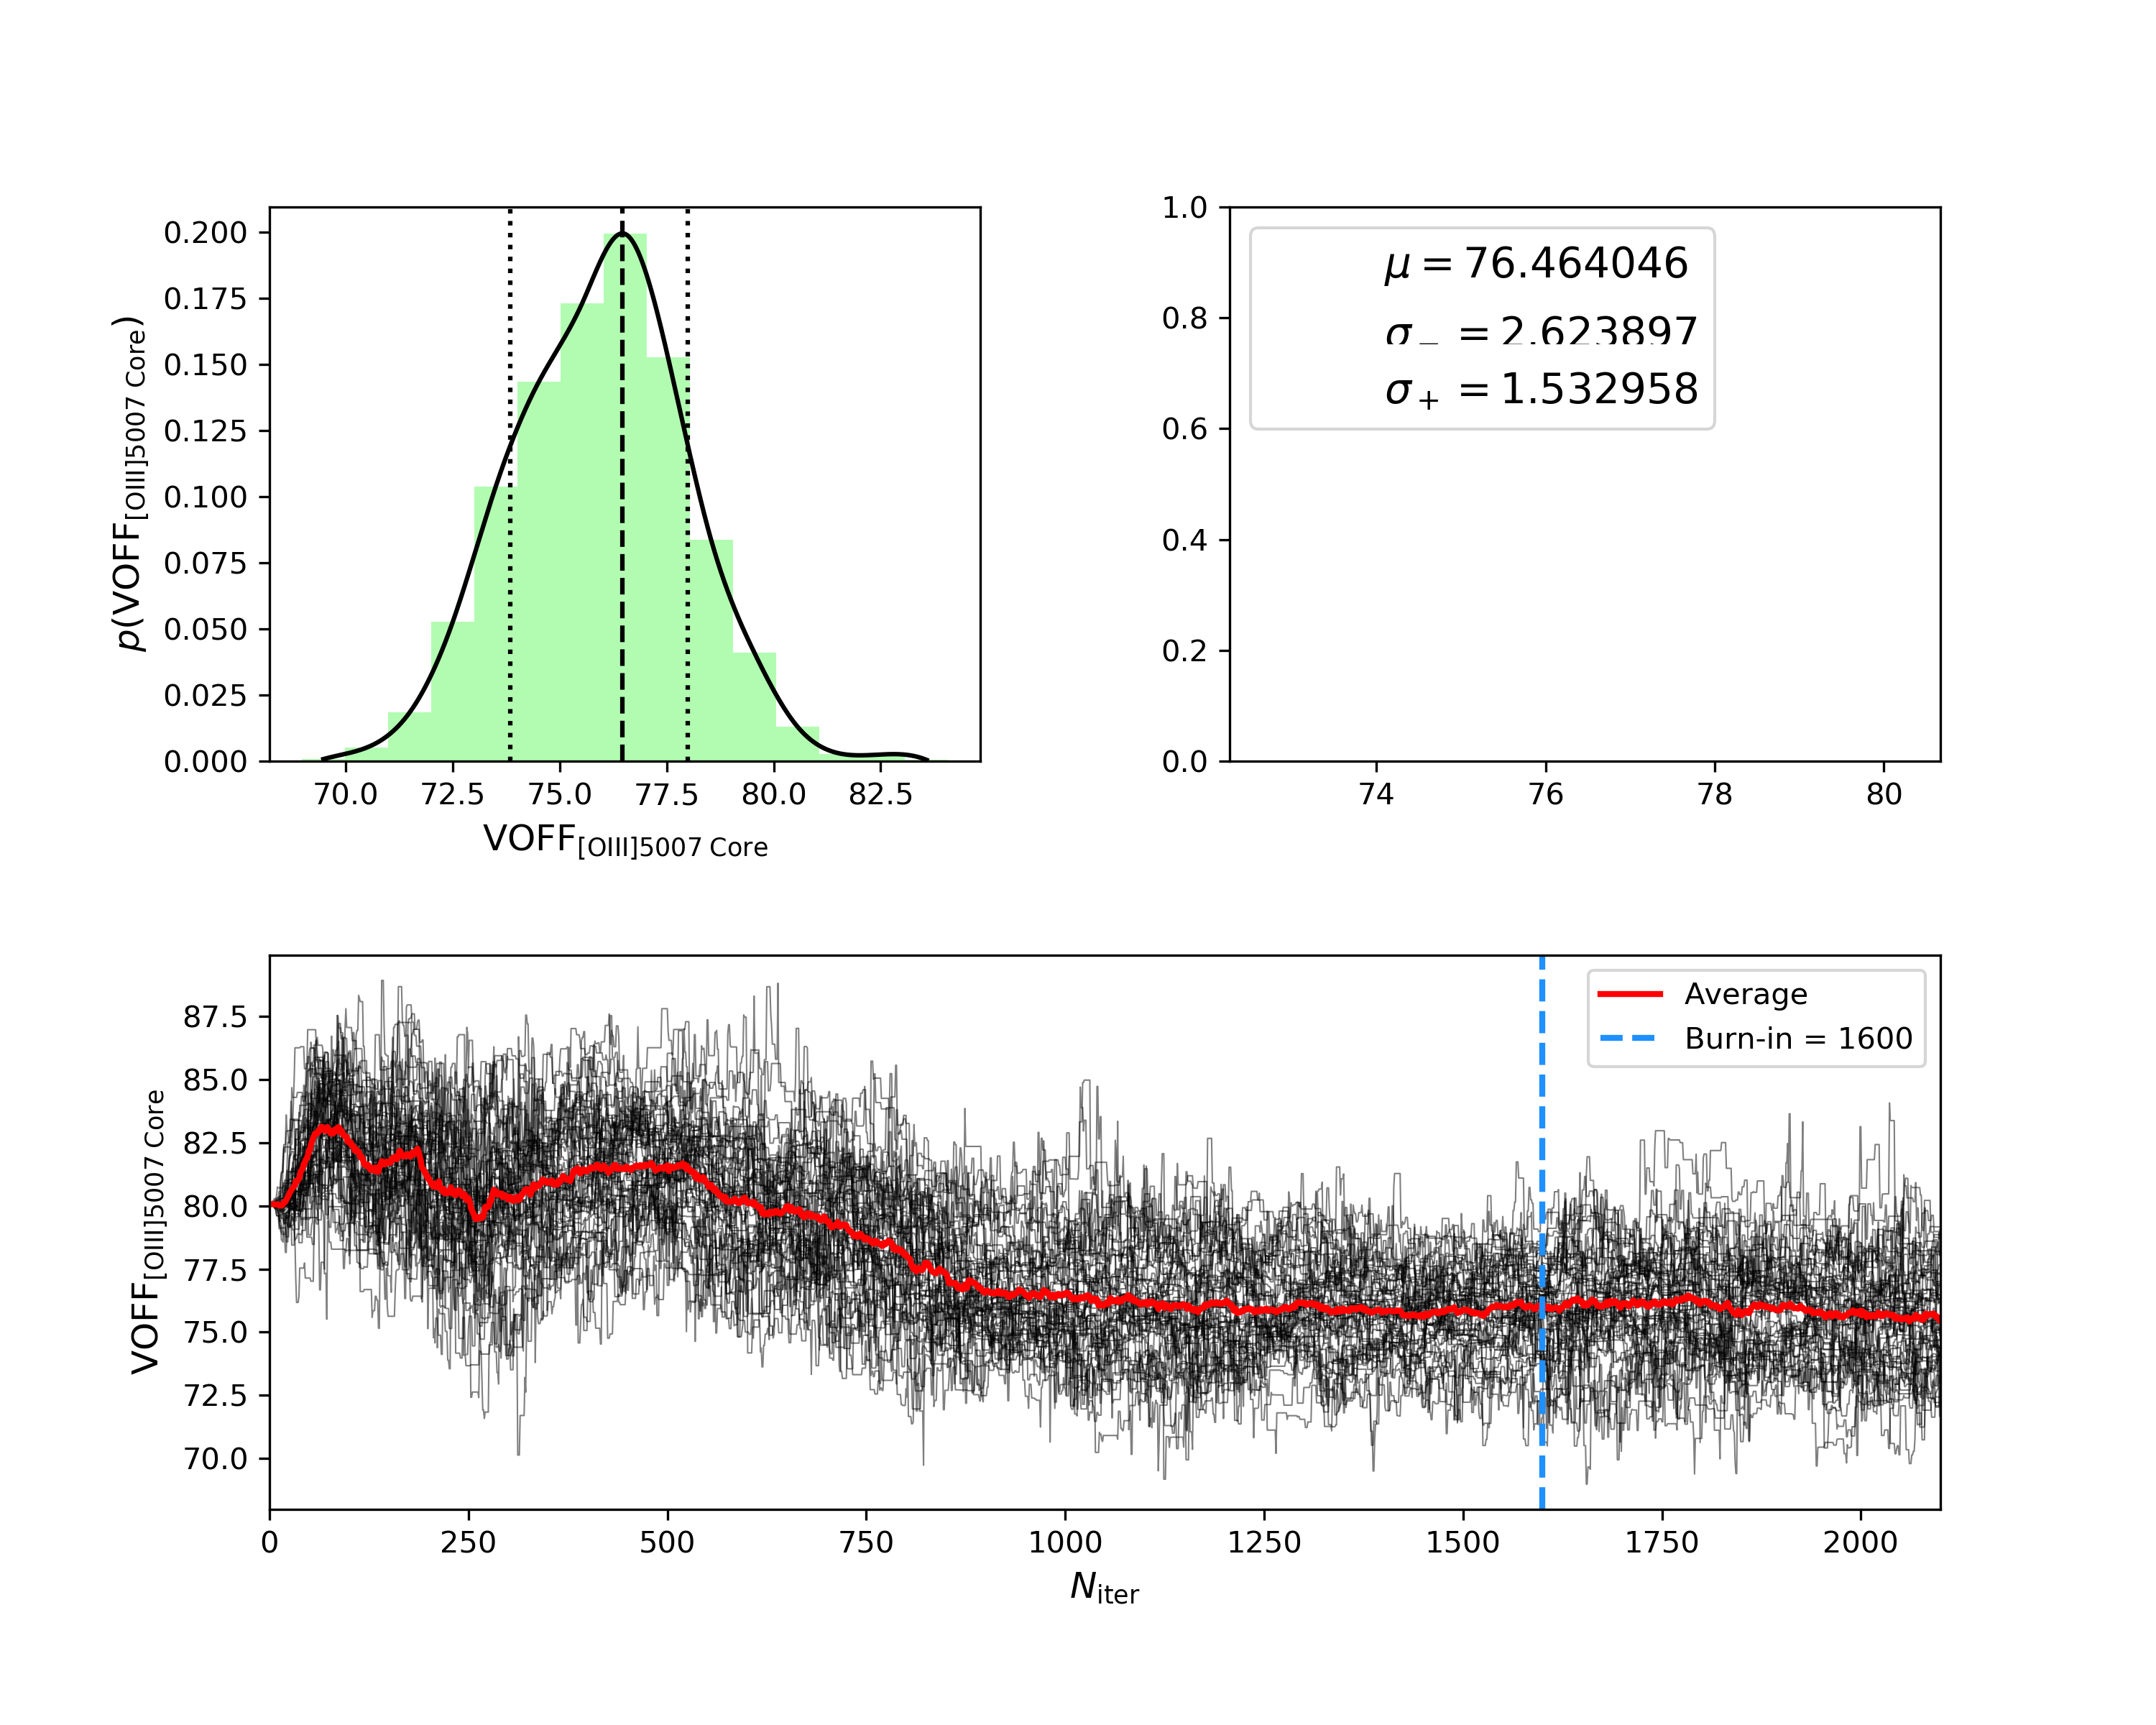 0.200
0.175
0.150
0.125
0.100
0.075
0.050
0.025
0.000
p(VOFF[OIII]5007 Core)
70.0 72.5 75.0 77.5 80.0 82.5
VOFF[OIII]5007 Core
1.0
0.8
0.6
0.4
0.2
0.0
μ = 76.464046
σ− = 2.623897
σ+ = 1.532958
74 76 78 80
87.5
85.0
82.5
80.0
77.5
75.0
72.5
70.0
VOFF[OIII]5007 Core
Average
Burn-in = 1600
0 250 500 750 1000 1250 1500 1750 2000
Niter